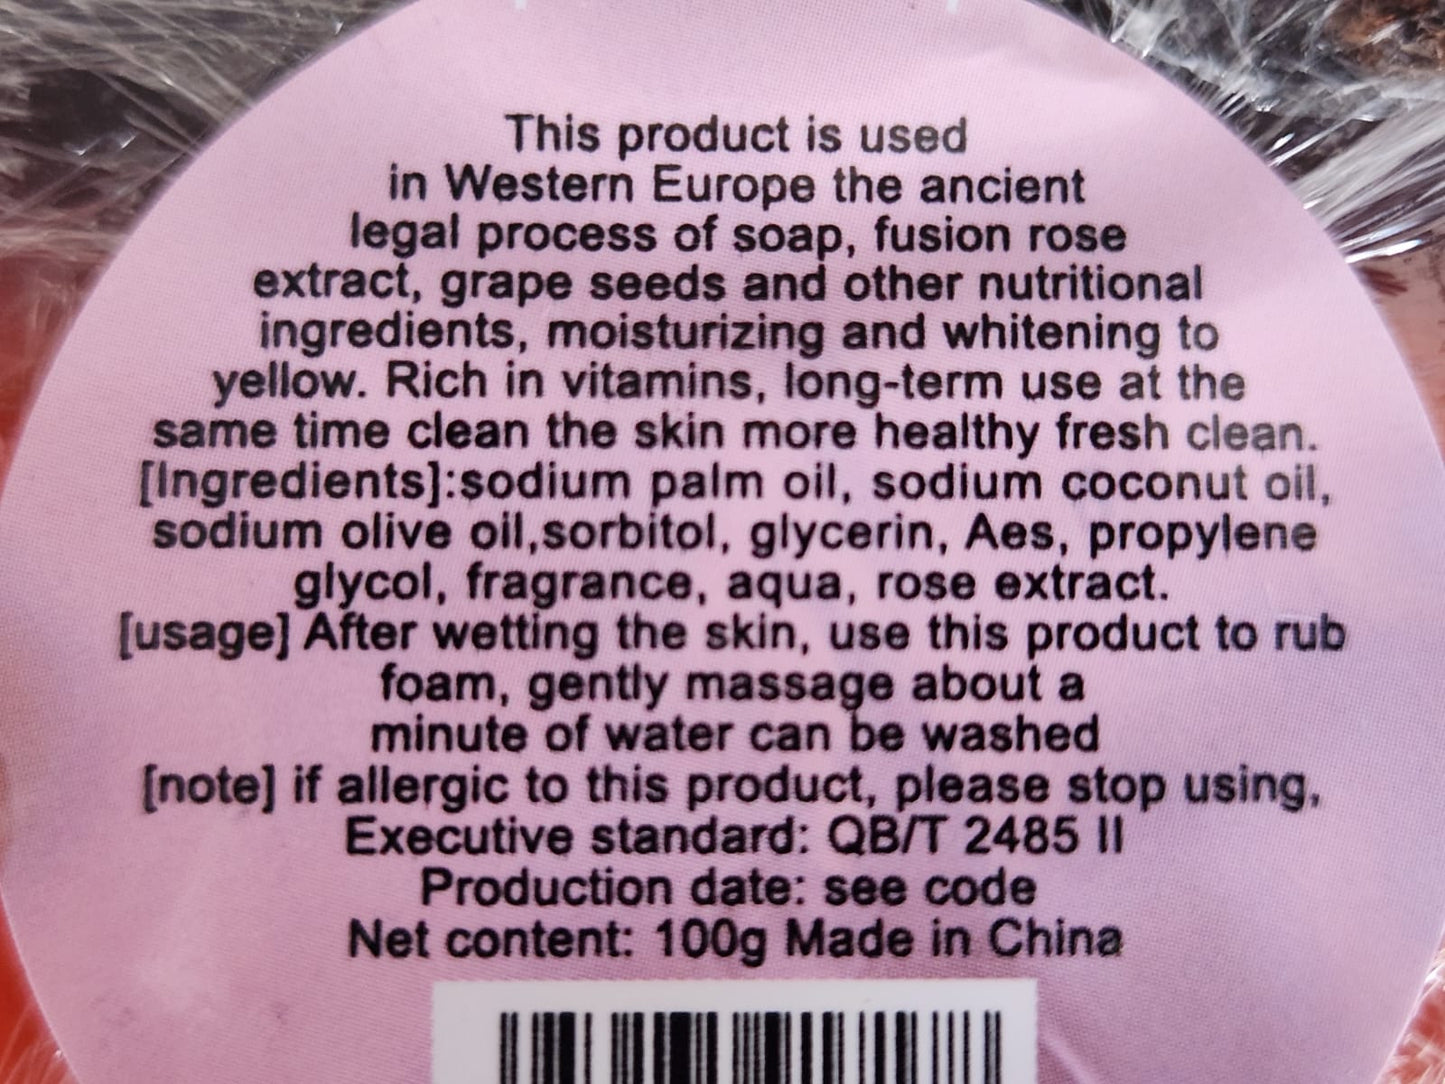 This product is used
in Western Europe the ancient
legal process of soap, fusion rose
extract, grape seeds and other nutritional
ingredients, moisturizing and whitening to
yellow. Rich in vitamins, long-term use at the
same time clean the skin more healthy fresh clean.
[Ingredients]:sodium palm oil, sodium coconut oil,
sodium olive oil,sorbitol, glycerin, Aes, propylene
glycol, fragrance, aqua, rose extract.
[usage] After wetting the skin, use this product to rub
foam, gently massage about a
minute of water can be washed
[note] if allergic to this product, please stop using,
Executive standard: QB/T 2485 II
Production date: see code
Net content: 100g Made in China